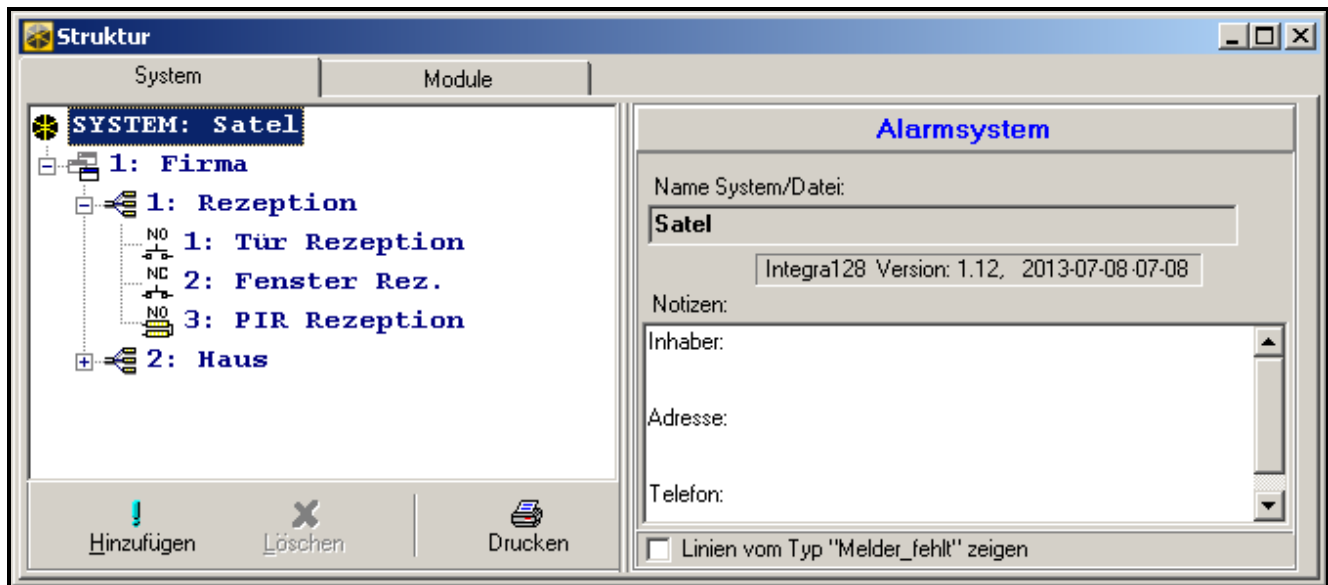 Struktur
System Module
SYSTEM: Satel
1: Firma
1: Rezeption
NO 1: Tür Rezeption
NC 2: Fenster Rez.
NO 3: PIR Rezeption
2: Haus
Hinzufügen Löschen Drucken
Alarmsystem
Name System/Datei:
Satel
Integra128 Version: 1.12, 2013-07-08-07-08
Notizen:
Inhaber:
Adresse:
Telefon:
Linien vom Typ "Melder_fehlt" zeigen